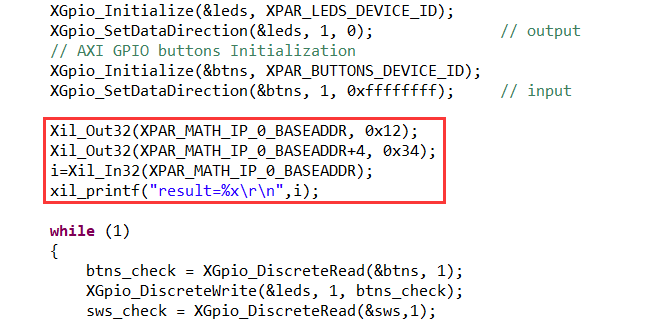 XGpio_Initialize(&leds, XPAR_LEDS_DEVICE_ID);
XGpio_SetDataDirection(&leds, 1, 0); // output
// AXI GPIO buttons Initialization
XGpio_Initialize(&btns, XPAR_BUTTONS_DEVICE_ID);
XGpio_SetDataDirection(&btns, 1, 0xffffffff); // input
Xil_Out32(XPAR_MATH_IP_0_BASEADDR, 0x12);
Xil_Out32(XPAR_MATH_IP_0_BASEADDR+4, 0x34);
i=Xil_In32(XPAR_MATH_IP_0_BASEADDR);
xil_printf("result=%x\r\n",i);
while (1)
{
btns_check = XGpio_DiscreteRead(&btns, 1);
XGpio_DiscreteWrite(&leds, 1, btns_check);
sws_check = XGpio_DiscreteRead(&sws,1);